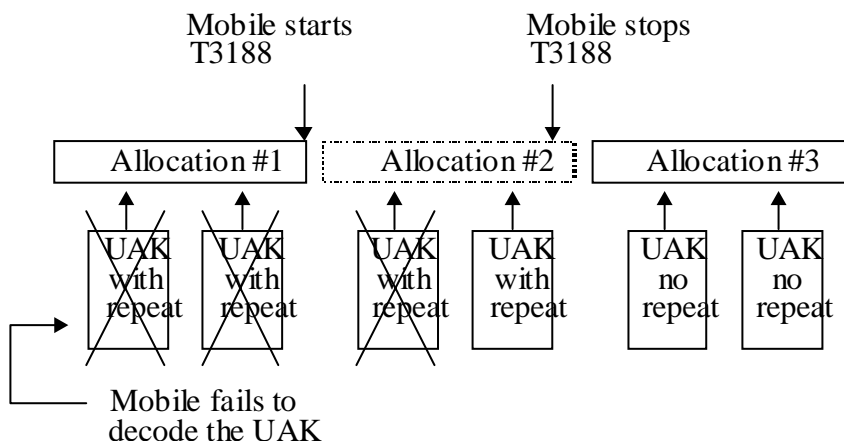 Mobile starts
T3188
Mobile stops
T3188
Allocation #1
Allocation #2
Allocation #3
UAK
with
repeat
UAK
with
repeat
UAK
with
repeat
UAK
with
repeat
UAK
no
repeat
UAK
no
repeat
Mobile fails to
decode the UAK